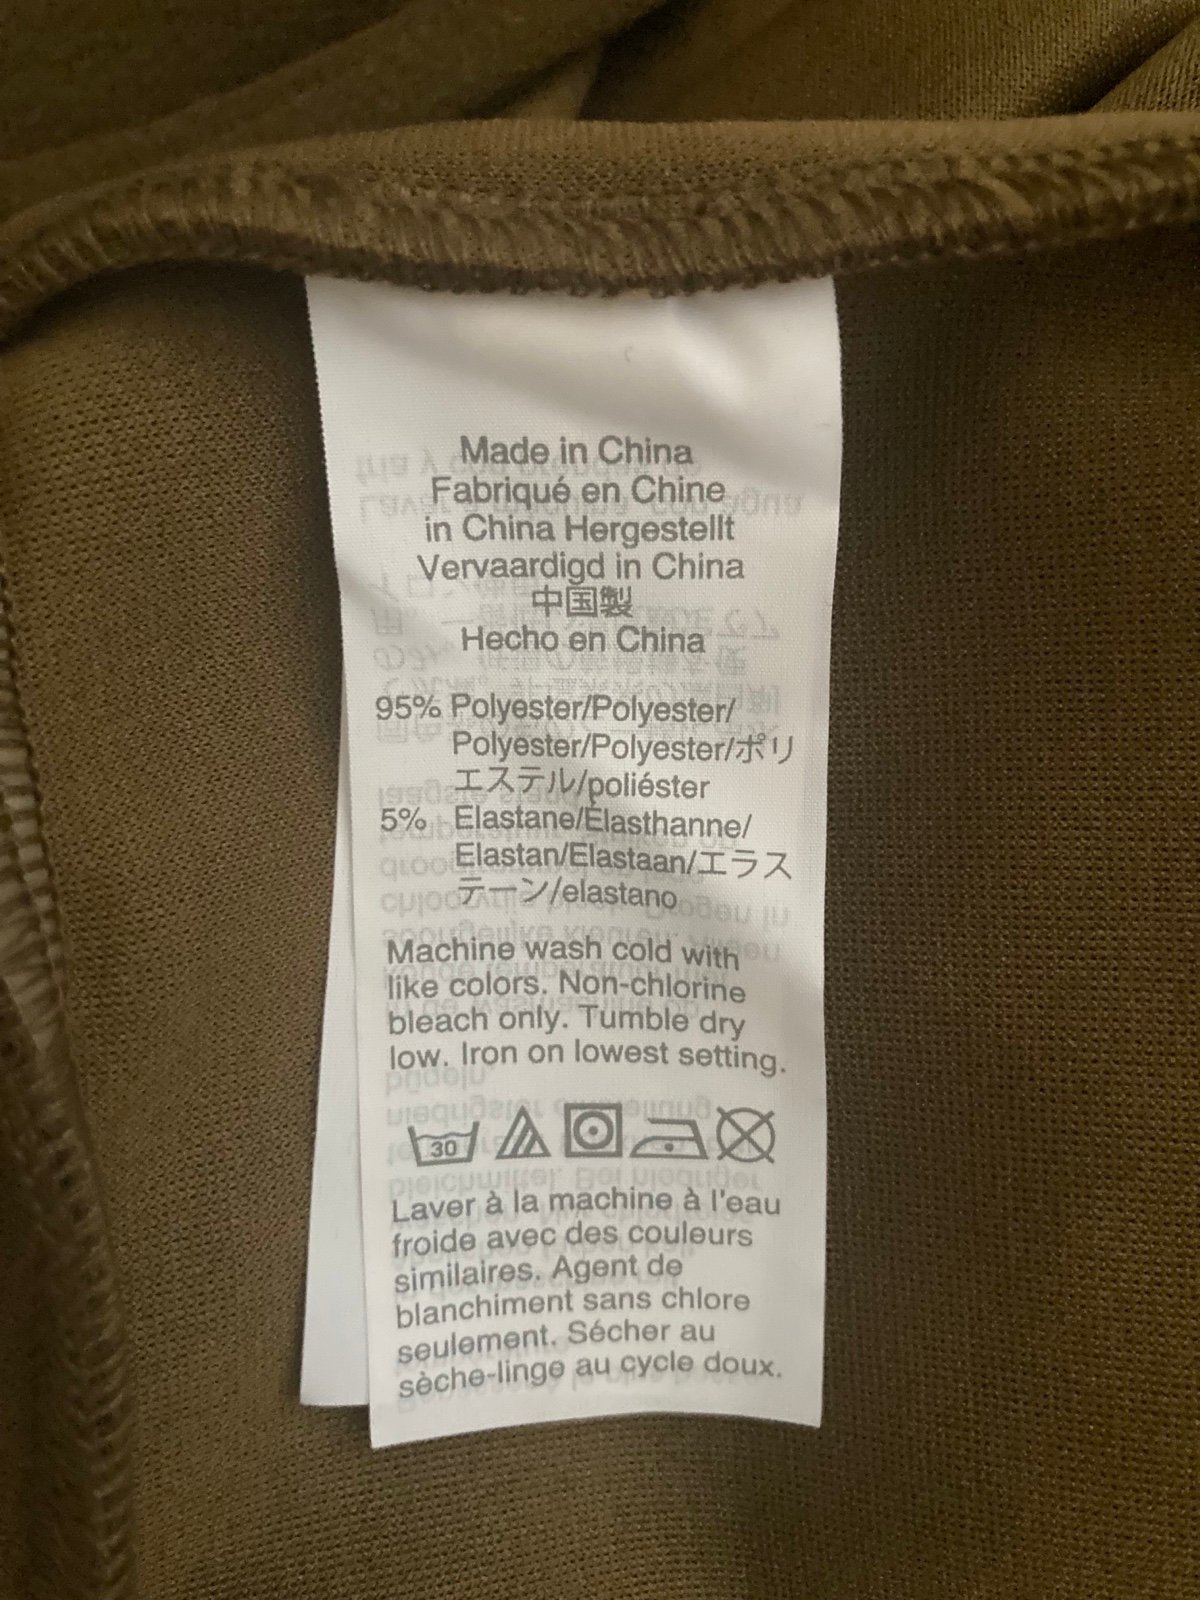 Made in China
Fabriqué en Chine
in China Hergestellt
Vervaardigd in China
中国製
Hecho en China
95% Polyester/Polyester/
Polyester/Polyester/ポリ
エステル/poliéster
5% Elastane/Élasthanne/
Elastan/Elastaan/エラス
テーン/elastano
Machine wash cold with
like colors. Non-chlorine
bleach only. Tumble dry
low. Iron on lowest setting.
30
Laver à la machine à l'eau
froide avec des couleurs
similaires. Agent de
blanchiment sans chlore
seulement. Sécher au
sèche-linge au cycle doux.